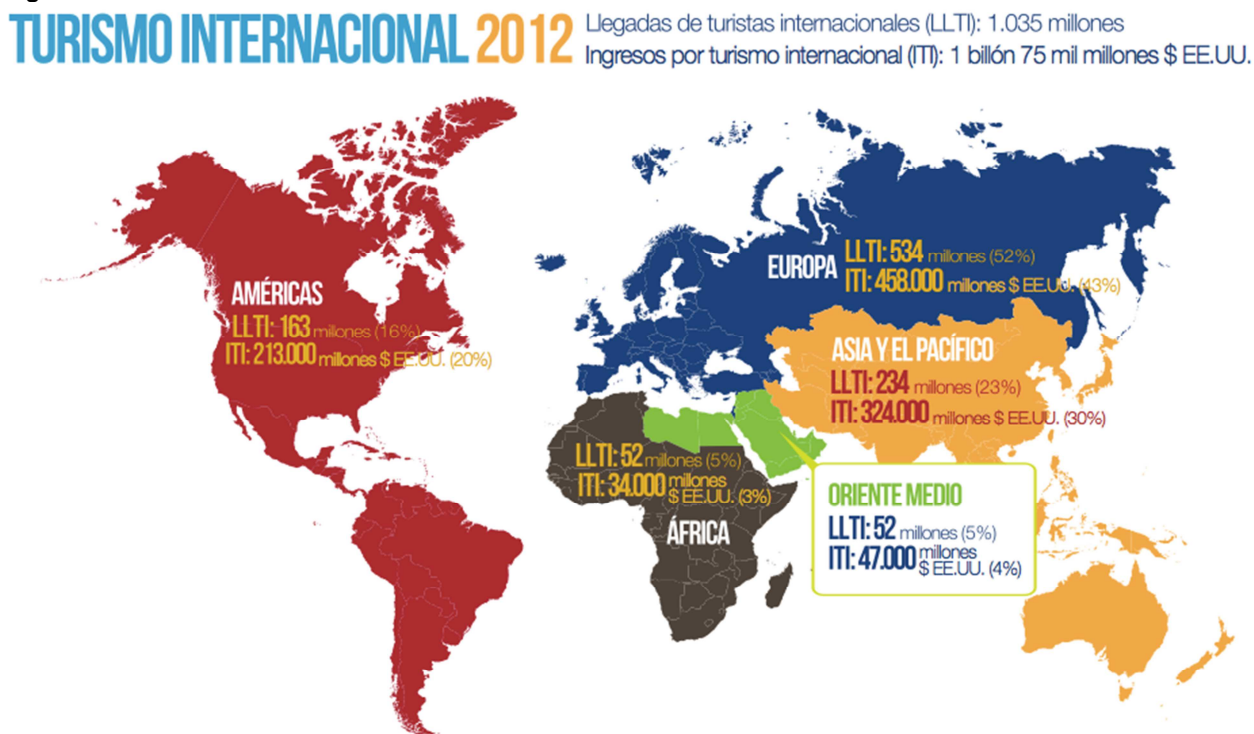 TURISMO INTERNACIONAL 2012
Llegadas de turistas internacionales (LLTI): 1.035 millones
Ingresos por turismo internacional (ITI): 1 billón 75 mil millones $ EE.UU.
AMÉRICAS
LLTI: 163 millones (16%)
ITI: 213.000 millones $ EE.UU. (20%)
EUROPA
LLTI: 534 millones (52%)
ITI: 458.000 millones $ EE.UU. (43%)
ASIA Y EL PACÍFICO
LLTI: 234 millones (23%)
ITI: 324.000 millones $ EE.UU. (30%)
LLTI: 52 millones (5%)
ITI: 34.000 millones
$ EE.UU. (3%)
ÁFRICA
ORIENTE MEDIO
LLTI: 52 millones (5%)
ITI: 47.000 millones
$ EE.UU. (4%)